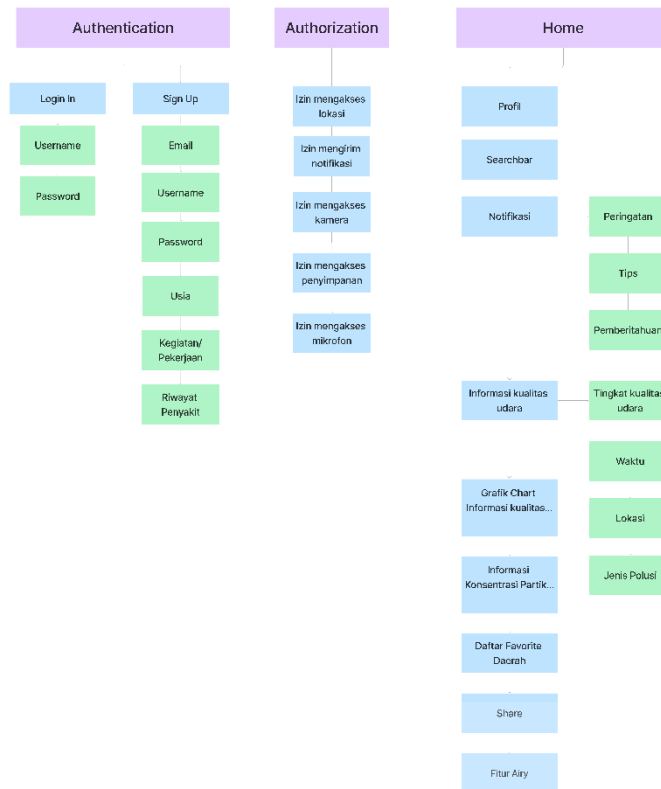 Authentication
Login In
Username
Password
Sign Up
Email
Username
Password
Usia
Kegiatan/
Pekerjaan
Riwayat
Penyakit
Authorization
Izin mengakses
lokasi
Izin mengirim
notifikasi
Izin mengakses
kamera
Izin mengakses
penyimpanan
Izin mengakses
mikrofon
Home
Profil
Searchbar
Notifikasi
Peringatan
Tips
Pemberitahuan
Informasi kualitas
udara
Tingkat kualitas
udara
Waktu
Lokasi
Jenis Polusi
Grafik Chart
Informasi kualitas...
Informasi
Konsentrasi Partik...
Daftar Favorite
Daerah
Share
Fitur Airy